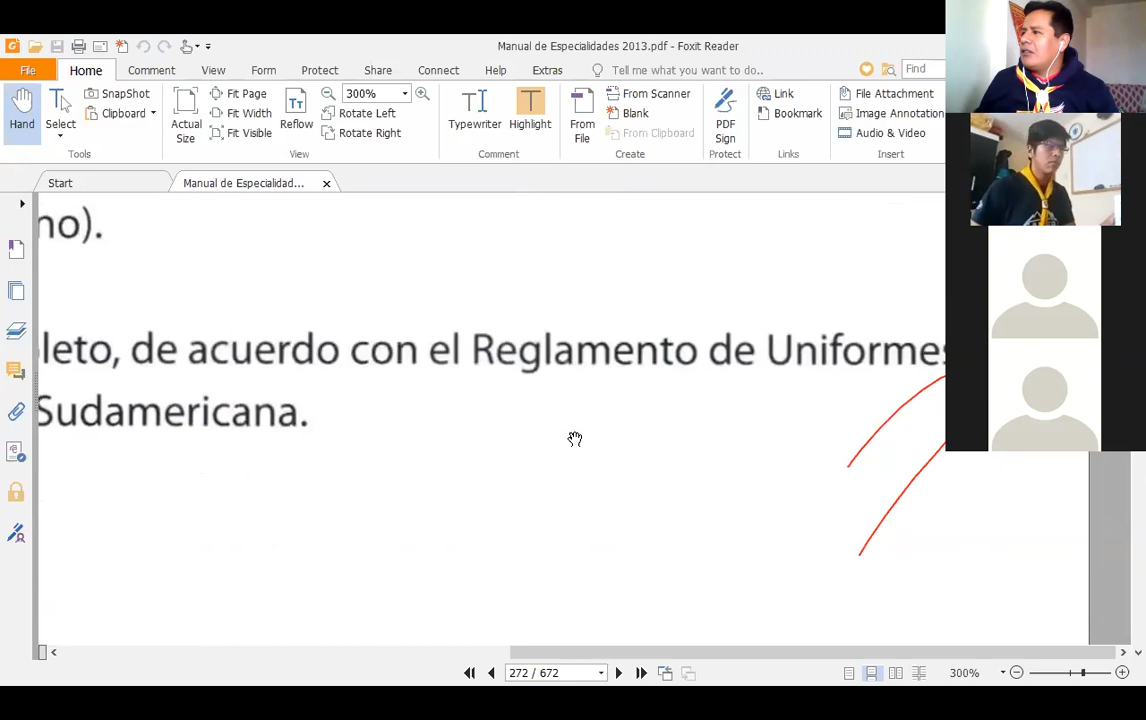 Manual de Especialidades 2013.pdf - Foxit Reader
File
Home
Comment
View
Form
Protect
Share
Connect
Help
Extras
Tell me what you want to do..
Find
Hand
Select
SnapShot
Clipboard
Tools
Actual Size
Fit Page
Fit Width
Fit Visible
Reflow
300%
Rotate Left
Rotate Right
View
Typewriter
Highlight
Comment
From File
From Scanner
Blank
From Clipboard
Create
PDF Sign
Protect
Link
Bookmark
Links
File Attachment
Image Annotation
Audio & Video
Insert
Start
Manual de Especialidad...
no).
leto, de acuerdo con el Reglamento de Uniformes
Sudamericana.
272 / 672
300%